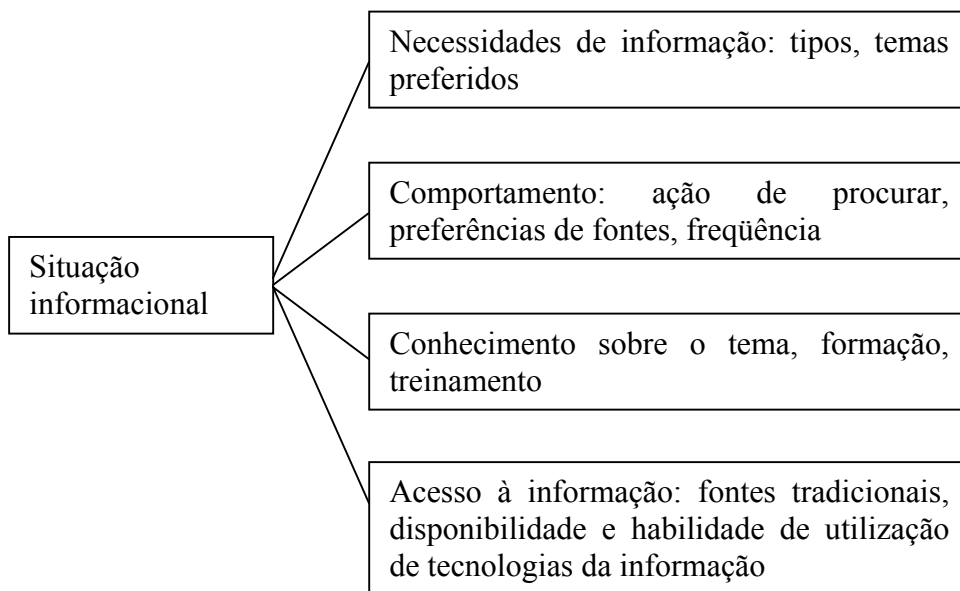 Necessidades de informação: tipos, temas
preferidos
Comportamento: ação de procurar,
preferências de fontes, freqüência
Situação
informacional
Conhecimento sobre o tema, formação,
treinamento
Acesso à informação: fontes tradicionais,
disponibilidade e habilidade de utilização
de tecnologias da informação